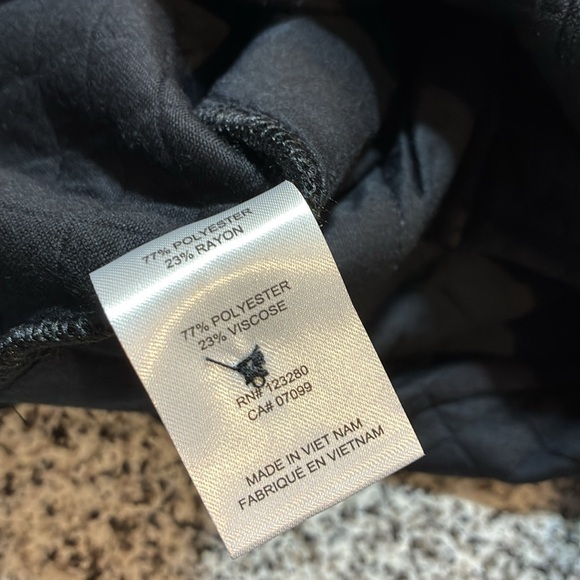 77% POLYESTER
23% RAYON
77% POLYESTER
23% VISCOSE
RN# 123280
CA# 07099
MADE IN VIET NAM
FABRIQUÉ EN VIETNAM